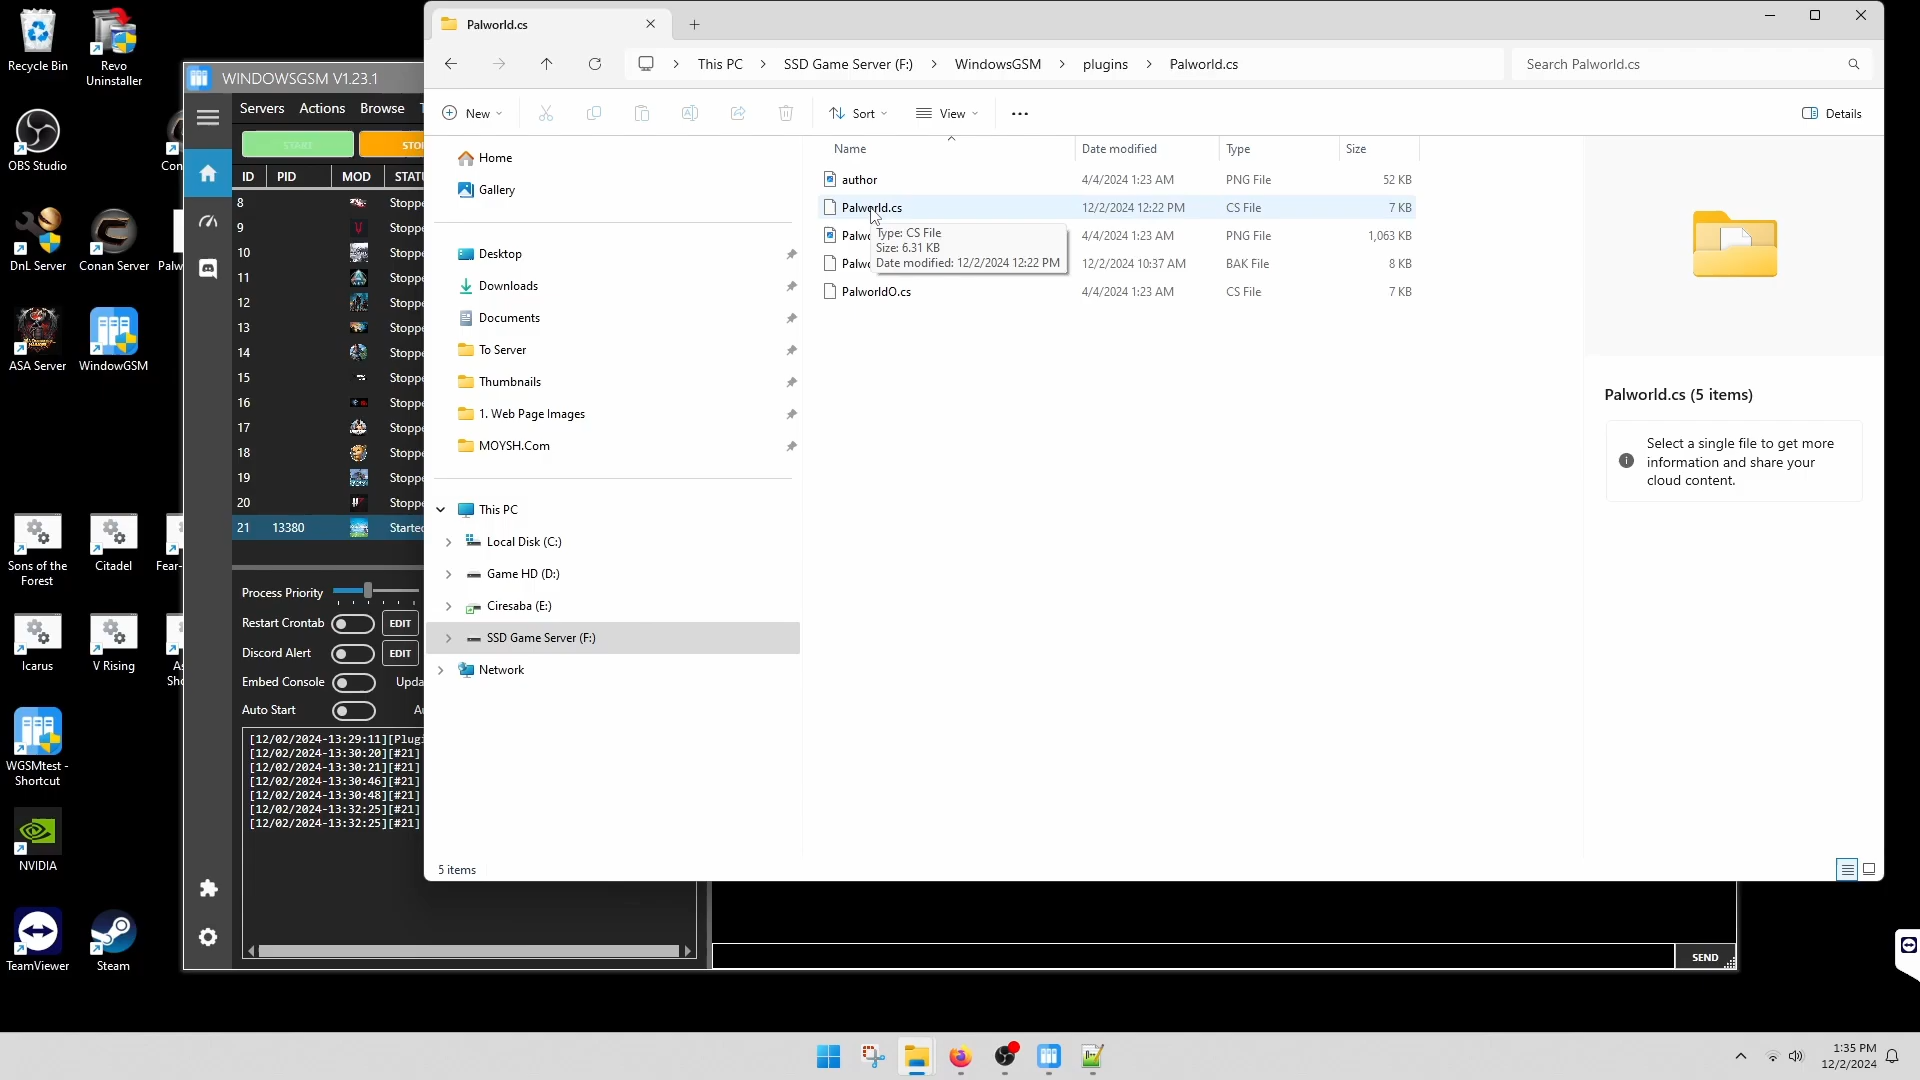 Recycle Bin
Revo
Uninstaller
OBS Studio
Con
DnL Server
Conan Server
Palw
ASA Server
WindowGSM
Sons of the
Forest
Citadel
Fear-
Icarus
V Rising
As
Sho
WGSMtest -
Shortcut
NVIDIA
TeamViewer
Steam
WINDOWSGSM V1.23.1
Servers
Actions
Browse
START
STO
ID
PID
MOD
STATU
8
Stoppe
9
Stoppe
10
Stoppe
11
Stoppe
12
Stoppe
13
Stoppe
14
Stoppe
15
Stoppe
16
Stoppe
17
Stoppe
18
Stoppe
19
Stoppe
20
Stoppe
21
13380
Started
Process Priority
Restart Crontab
EDIT
Discord Alert
EDIT
Embed Console
Upda
Auto Start
Au
[12/02/2024-13:29:11][Plugi
[12/02/2024-13:30:20][#21]
[12/02/2024-13:30:21][#21]
[12/02/2024-13:30:46][#21]
[12/02/2024-13:30:48][#21]
[12/02/2024-13:32:25][#21]
[12/02/2024-13:32:25][#21]
SEND
Palworld.cs
This PC
SSD Game Server (F:)
WindowsGSM
plugins
Palworld.cs
Search Palworld.cs
New
Sort
View
Details
Home
Gallery
Desktop
Downloads
Documents
To Server
Thumbnails
1. Web Page Images
MOYSH.Com
This PC
Local Disk (C:)
Game HD (D:)
Ciresaba (E:)
SSD Game Server (F:)
Network
Name
Date modified
Type
Size
author
4/4/2024 1:23 AM
PNG File
52 KB
Palworld.cs
12/2/2024 12:22 PM
CS File
7 KB
Palwo
4/4/2024 1:23 AM
PNG File
1,063 KB
Palwo
12/2/2024 10:37 AM
BAK File
8 KB
PalworldO.cs
4/4/2024 1:23 AM
CS File
7 KB
Type: CS File
Size: 6.31 KB
Date modified: 12/2/2024 12:22 PM
Palworld.cs (5 items)
Select a single file to get more
information and share your
cloud content.
5 items
1:35 PM
12/2/2024